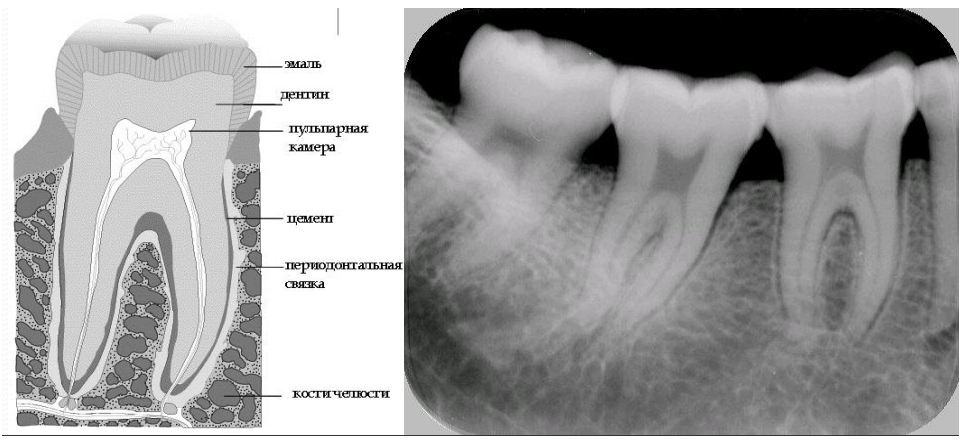 эмаль
дентин
пульпарная
камера
цемент
периодонтальная
связка
кости челюсти